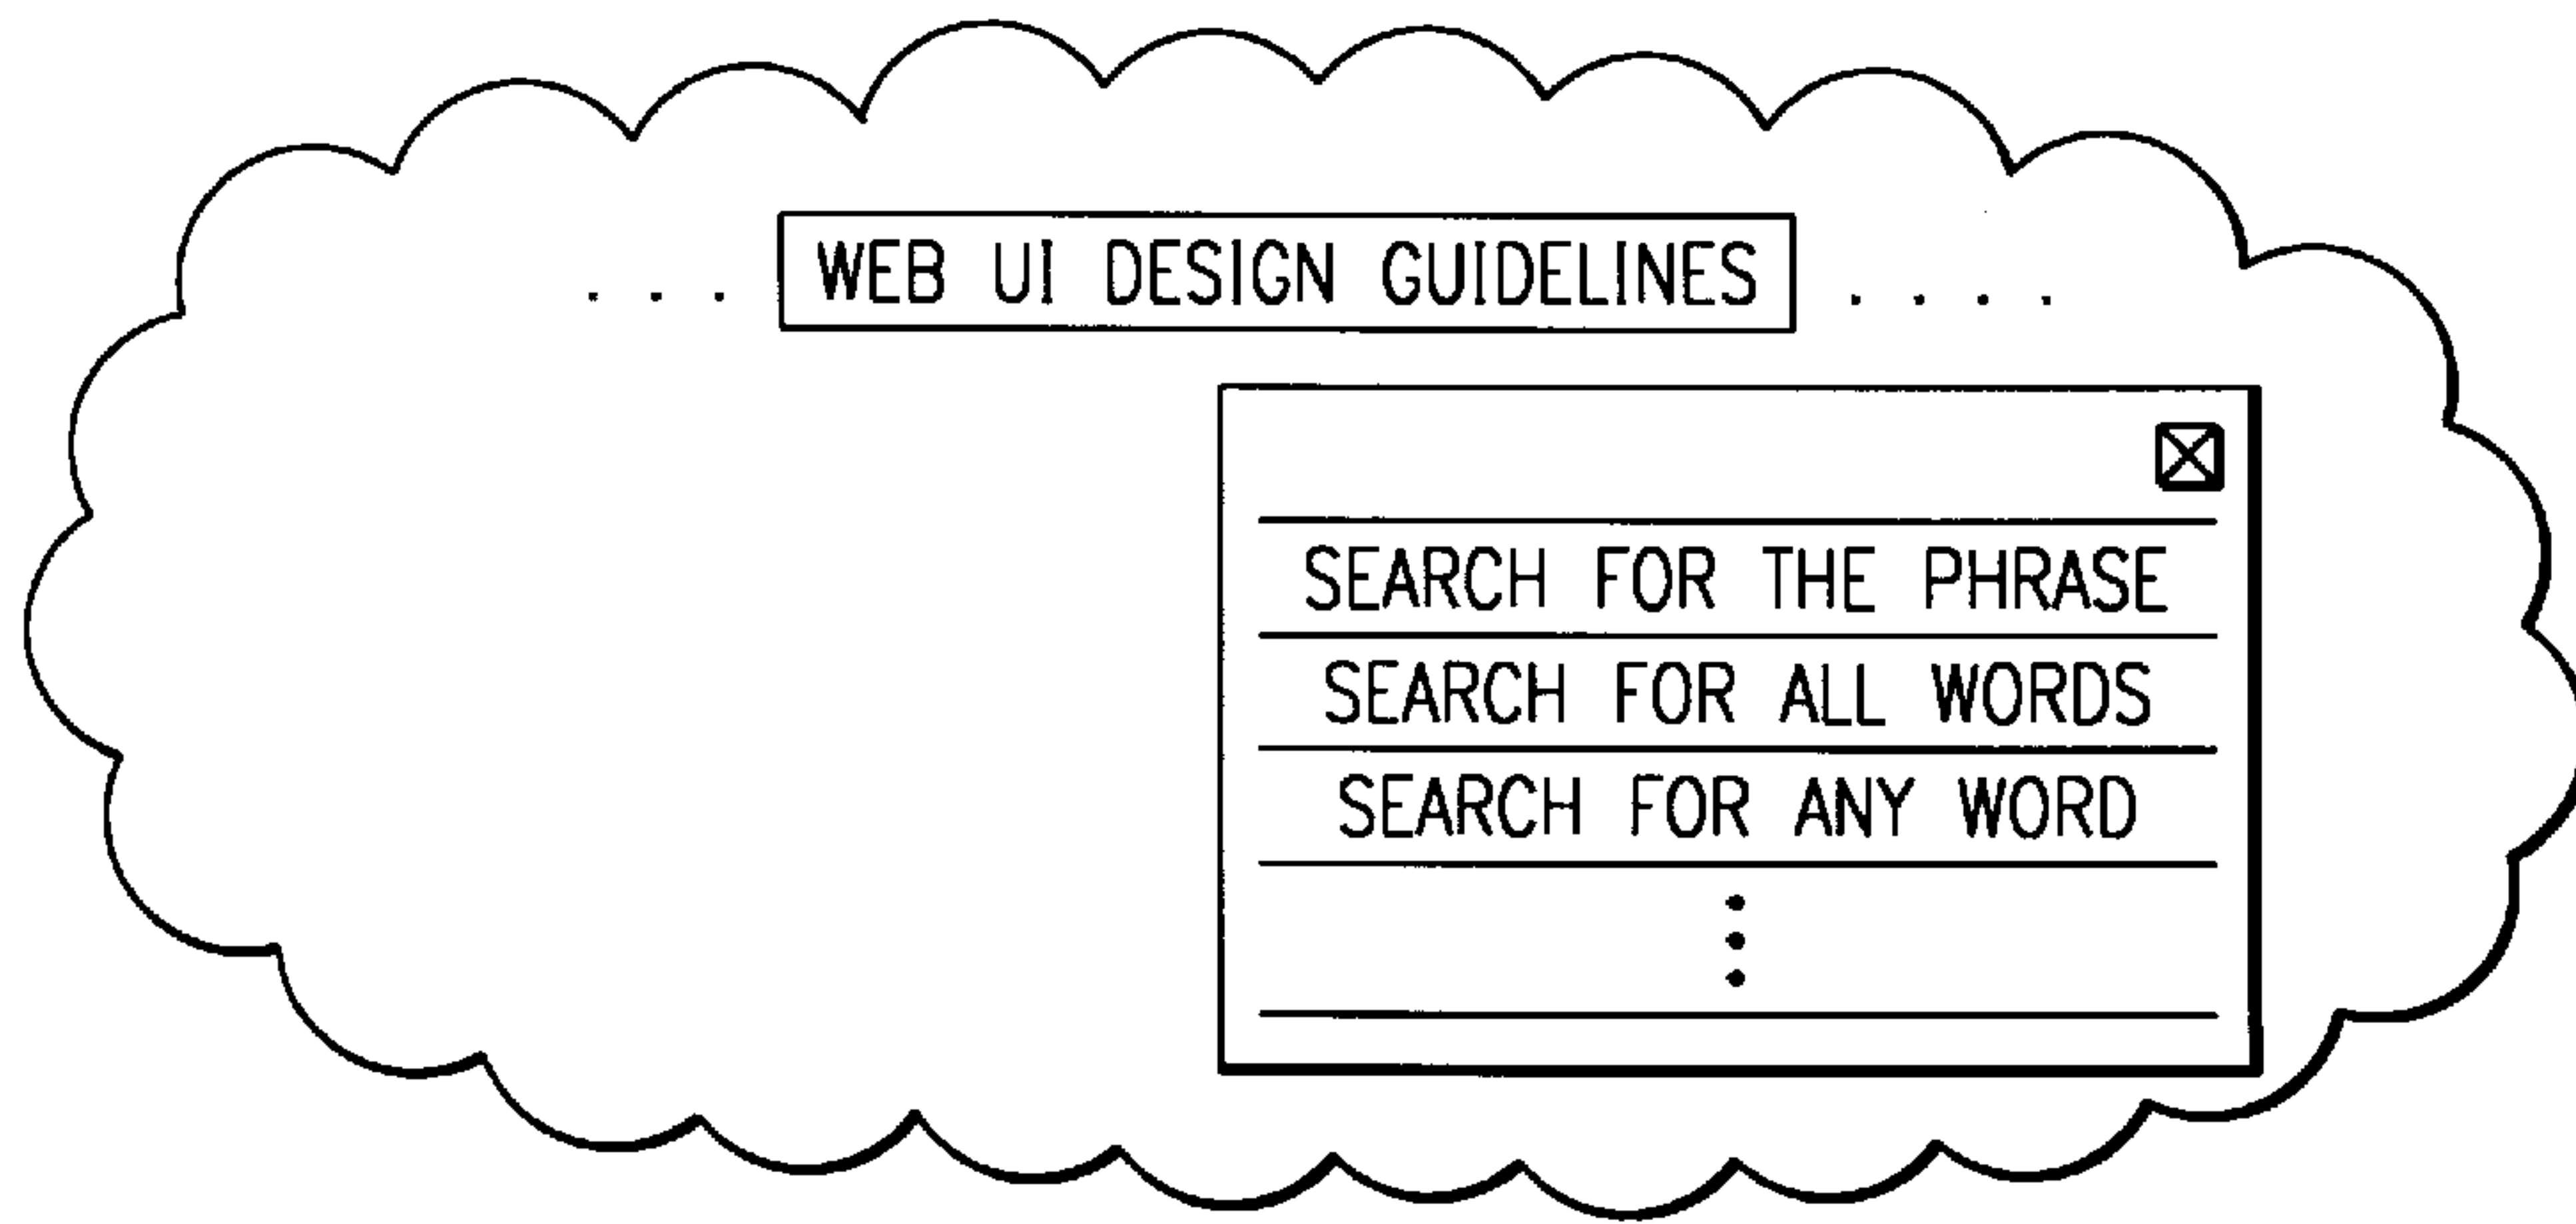 . . . WEB UI DESIGN GUIDELINES . . . .
SEARCH FOR THE PHRASE
SEARCH FOR ALL WORDS
SEARCH FOR ANY WORD